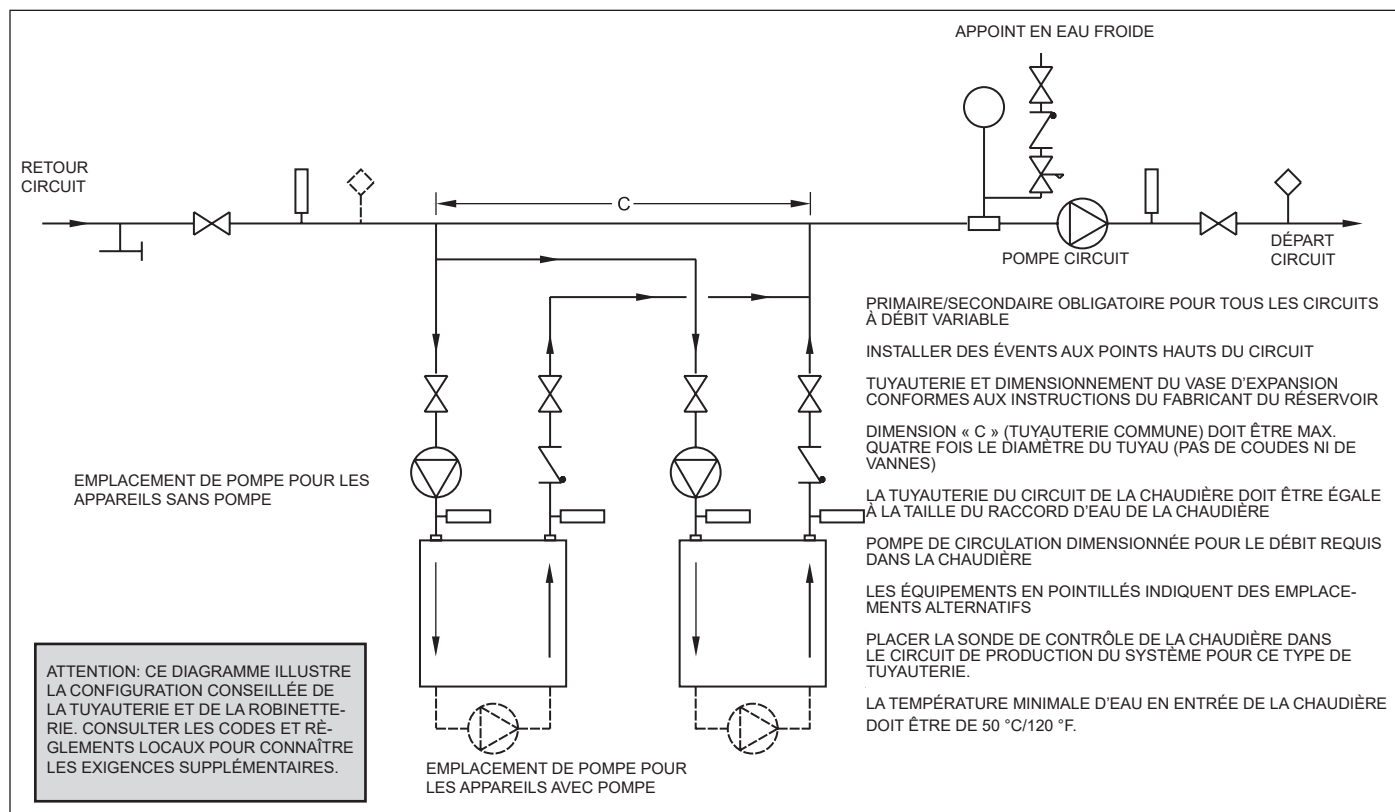 APPOINT EN EAU FROIDE
RETOUR
CIRCUIT
C
POMPE CIRCUIT
DÉPART
CIRCUIT
PRIMAIRE/SECONDAIRE OBLIGATOIRE POUR TOUS LES CIRCUITS
À DÉBIT VARIABLE
INSTALLER DES ÉVENTS AUX POINTS HAUTS DU CIRCUIT
TUYAUTERIE ET DIMENSIONNEMENT DU VASE D'EXPANSION
CONFORMES AUX INSTRUCTIONS DU FABRICANT DU RÉSERVOIR
DIMENSION « C » (TUYAUTERIE COMMUNE) DOIT ÊTRE MAX.
QUATRE FOIS LE DIAMÈTRE DU TUYAU (PAS DE COUDES NI DE
VANNES)
LA TUYAUTERIE DU CIRCUIT DE LA CHAUDIÈRE DOIT ÊTRE ÉGALE
À LA TAILLE DU RACCORD D'EAU DE LA CHAUDIÈRE
POMPE DE CIRCULATION DIMENSIONNÉE POUR LE DÉBIT REQUIS
DANS LA CHAUDIÈRE
LES ÉQUIPEMENTS EN POINTILLÉS INDIQUENT DES EMPLACE-
MENTS ALTERNATIFS
PLACER LA SONDE DE CONTRÔLE DE LA CHAUDIÈRE DANS
LE CIRCUIT DE PRODUCTION DU SYSTÈME POUR CE TYPE DE
TUYAUTERIE.
LA TEMPÉRATURE MINIMALE D'EAU EN ENTRÉE DE LA CHAUDIÈRE
DOIT ÊTRE DE 50 °C/120 °F.
EMPLACEMENT DE POMPE POUR LES
APPAREILS SANS POMPE
ATTENTION: CE DIAGRAMME ILLUSTRE
LA CONFIGURATION CONSEILLÉE DE
LA TUYAUTERIE ET DE LA ROBINETTE-
RIE. CONSULTER LES CODES ET RÈ-
GLEMENTS LOCAUX POUR CONNAÎTRE
LES EXIGENCES SUPPLÉMENTAIRES.
EMPLACEMENT DE POMPE POUR
LES APPAREILS AVEC POMPE